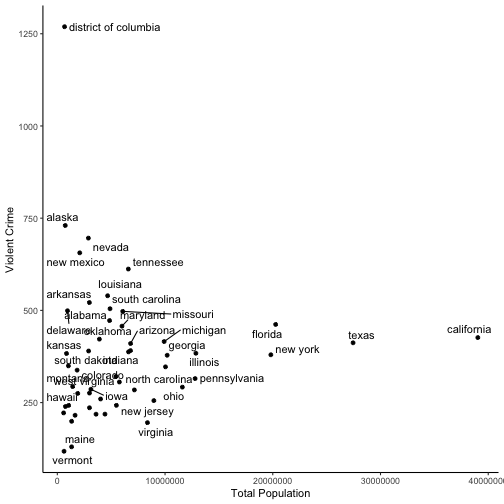 1250
district of columbia
1000
Violent Crime
750
alaska
nevada
new mexico
tennessee
louisiana
arkansas
south carolina
500
alabama
maryland
missouri
delaware
oklahoma
arizona
michigan
florida
texas
california
kansas
georgia
new york
south dakota
indiana
illinois
colorado
montana
west virginia
north carolina
pennsylvania
hawaii
iowa
ohio
250
new jersey
virginia
maine
vermont
0
10000000
20000000
30000000
40000000
Total Population